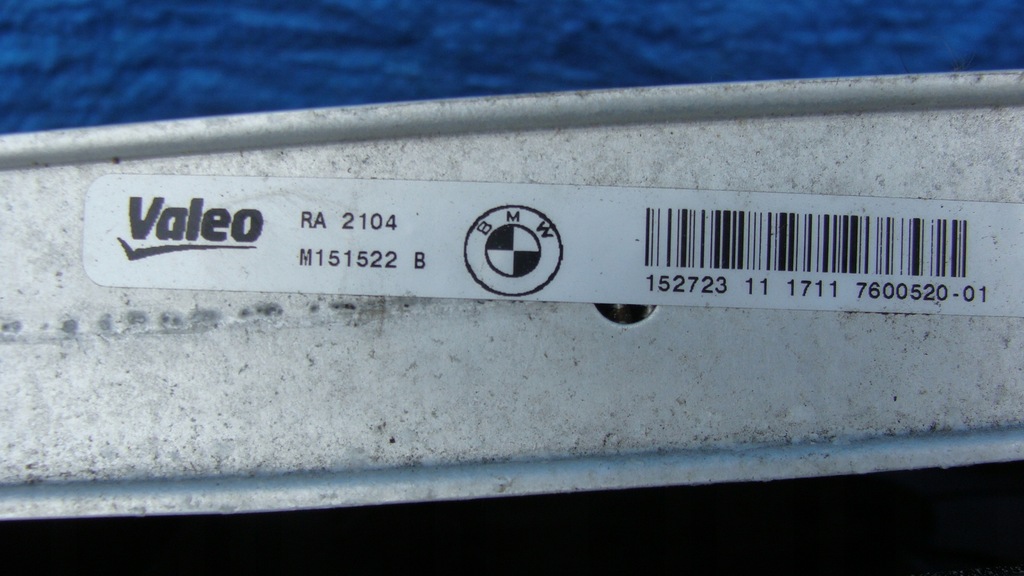 Valeo
RA 2104
M151522 B
BMW
152723 11 1711 7600520-01